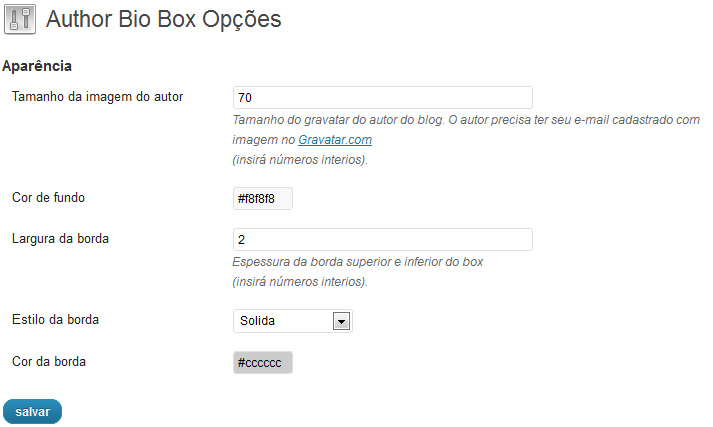 Author Bio Box Opções
Aparência
Tamanho da imagem do autor
70
Tamanho do gravatar do autor do blog. O autor precisa ter seu e-mail cadastrado com
imagem no Gravatar.com
(insirá números interios).
Cor de fundo
#f8f8f8
Largura da borda
2
Espessura da borda superior e inferior do box
(insirá números interios).
Estilo da borda
Solida
Cor da borda
#cccccc
salvar